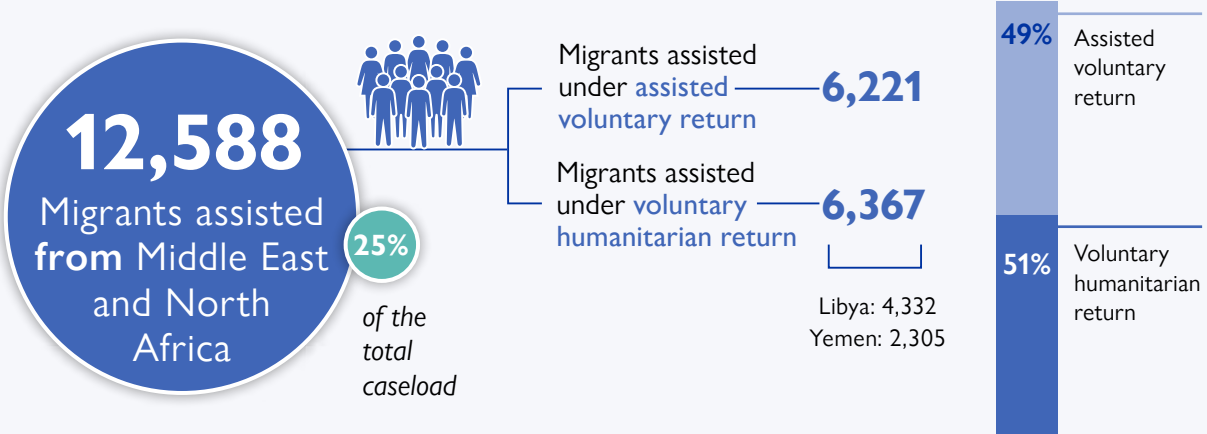 12,588
Migrants assisted
from Middle East
and North
Africa
25%
of the
total
caseload
Migrants assisted
under assisted
voluntary return
6,221
Migrants assisted
under voluntary
humanitarian return
6,367
Libya: 4,332
Yemen: 2,305
49%
Assisted
voluntary
return
51%
Voluntary
humanitarian
return